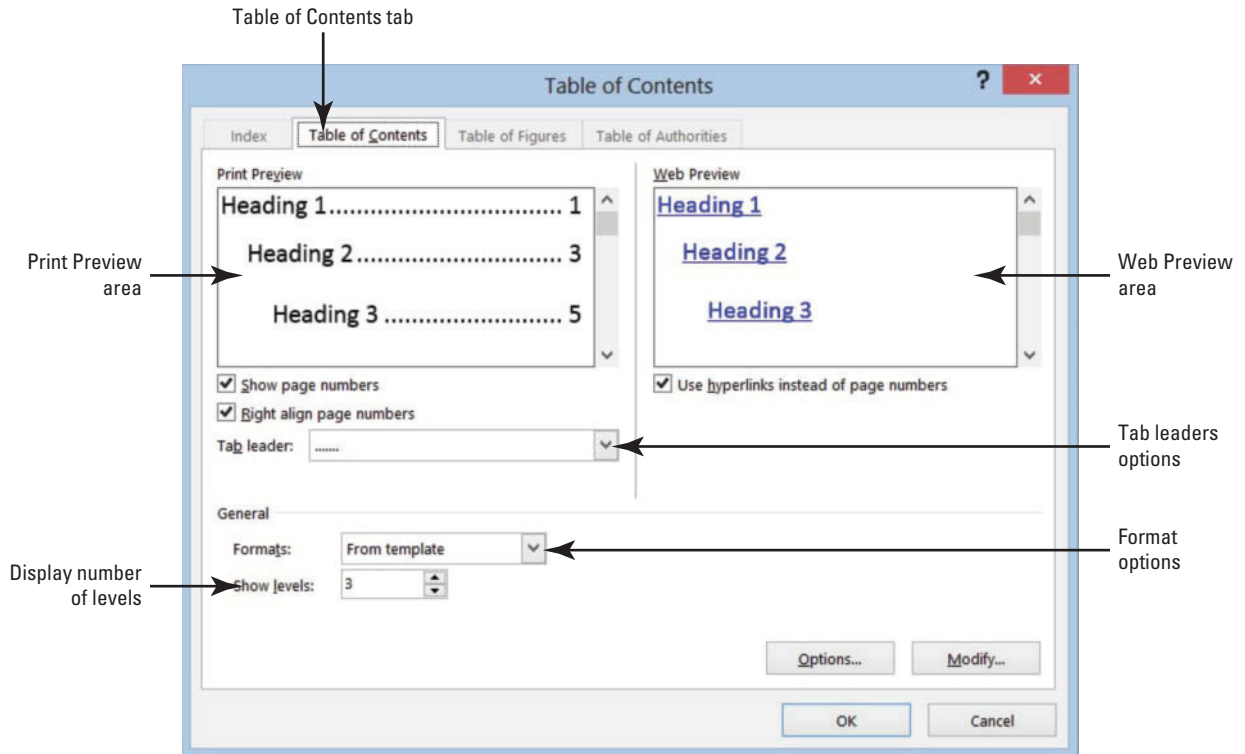 Table of Contents tab
Table of Contents
?
×
Index
Table of Contents
Table of Figures
Table of Authorities
Print Preview
Web Preview
Heading 1.................................. 1
Heading 2................................. 3
Heading 3 .......................... 5
Heading 1
Heading 2
Heading 3
Print Preview
area
Web Preview
area
Show page numbers
Right align page numbers
Tab leader: .......
Use hyperlinks instead of page numbers
Tab leaders
options
General
Formats: From template
Show levels: 3
Format
options
Display number
of levels
Options...
Modify...
OK
Cancel